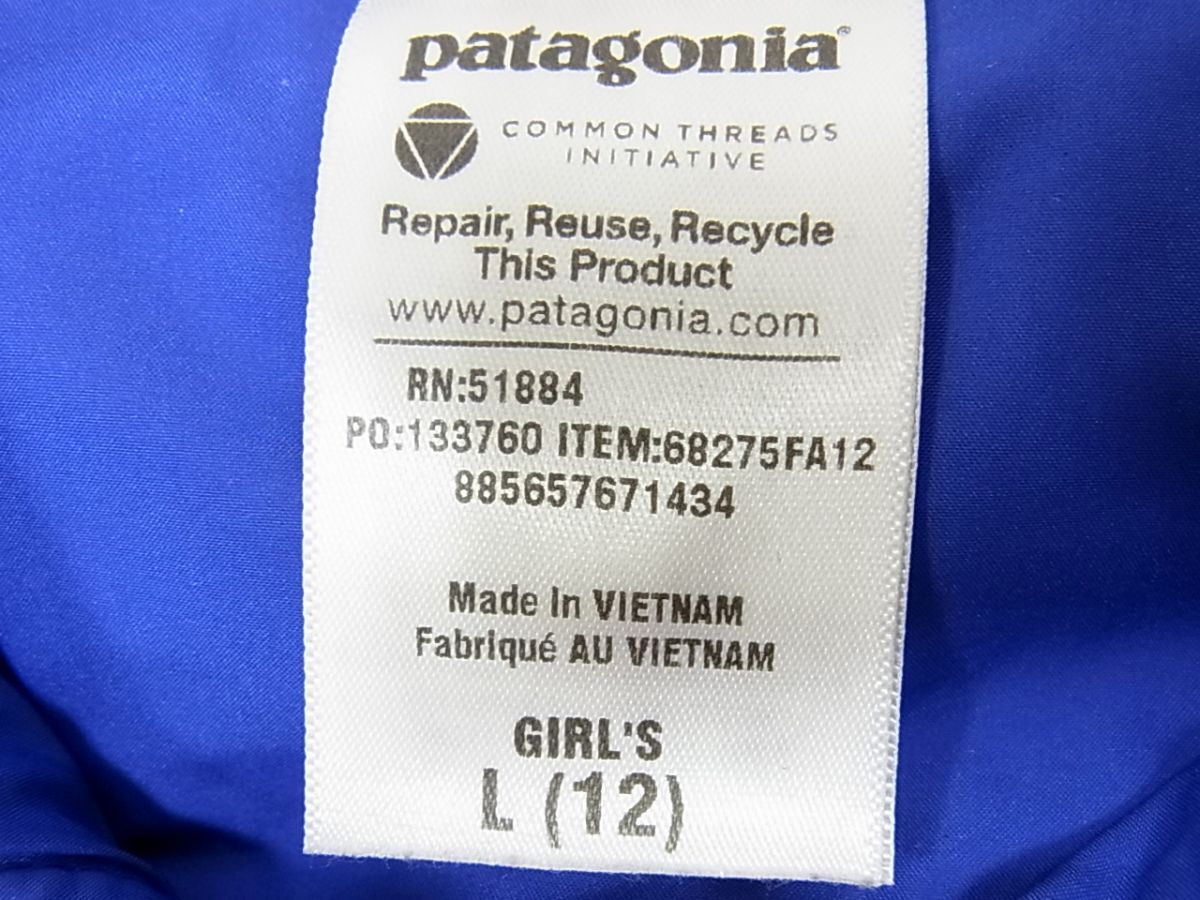 patagonia®
COMMON THREADS
INITIATIVE
Repair, Reuse, Recycle
This Product
www.patagonia.com
RN:51884
PO:133760 ITEM:68275FA12
885657671434
Made In VIETNAM
Fabriqué AU VIETNAM
GIRL'S
L (12)